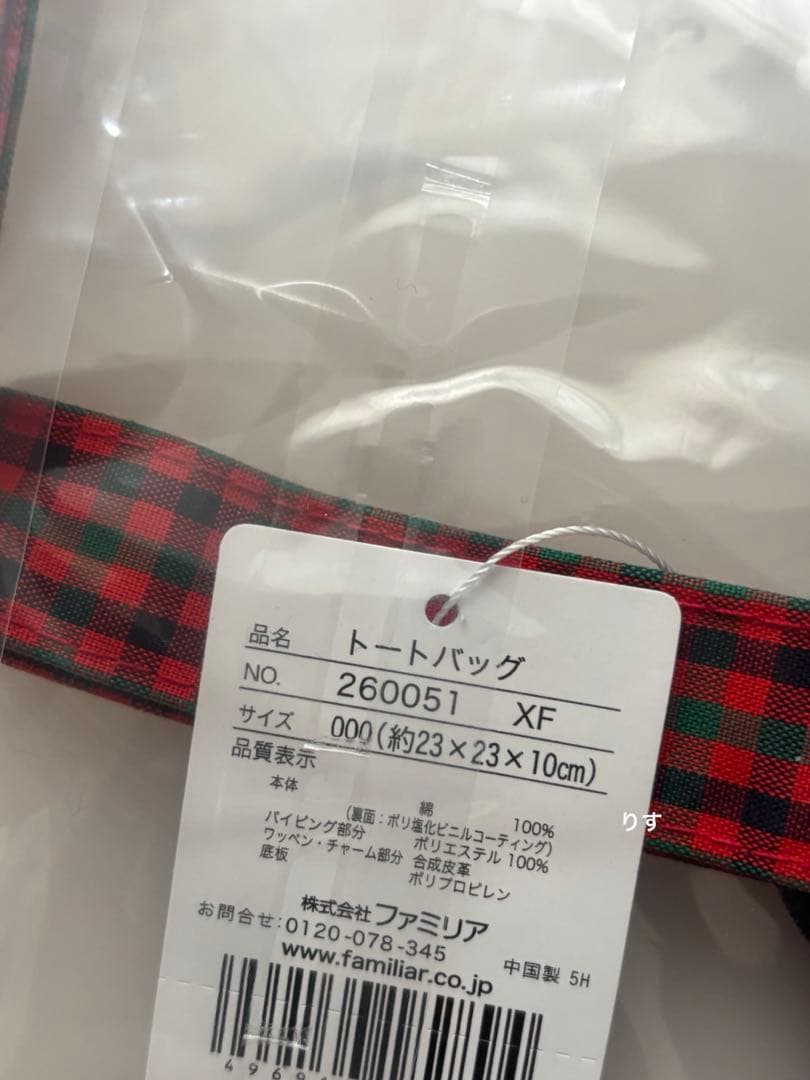 品名 トートバッグ
NO. 260051 XF
サイズ 000(約23×23×10cm)
品質表示
本体 綿 100%
(裏面:ポリ塩化ビニルコーティング)
パイピング部分 ポリエステル 100%
ワッペン・チャーム部分 合成皮革
底板 ポリプロピレン
株式会社ファミリア
お問合せ:0120-078-345
www.familiar.co.jp
中国製 5H
りす